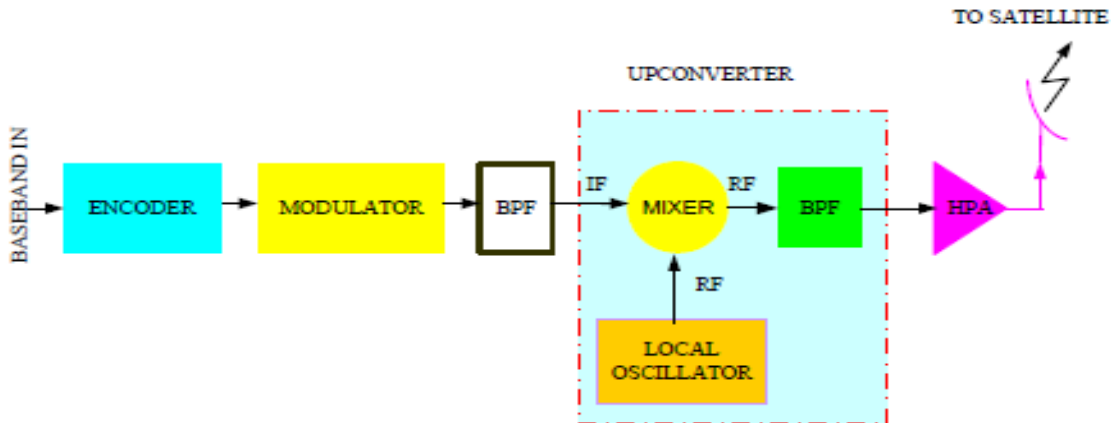 TO SATELLITE
UPCONVERTER
BASEBAND IN
ENCODER
MODULATOR
BPF
IF
MIXER
RF
BPF
HPA
RF
LOCAL
OSCILLATOR